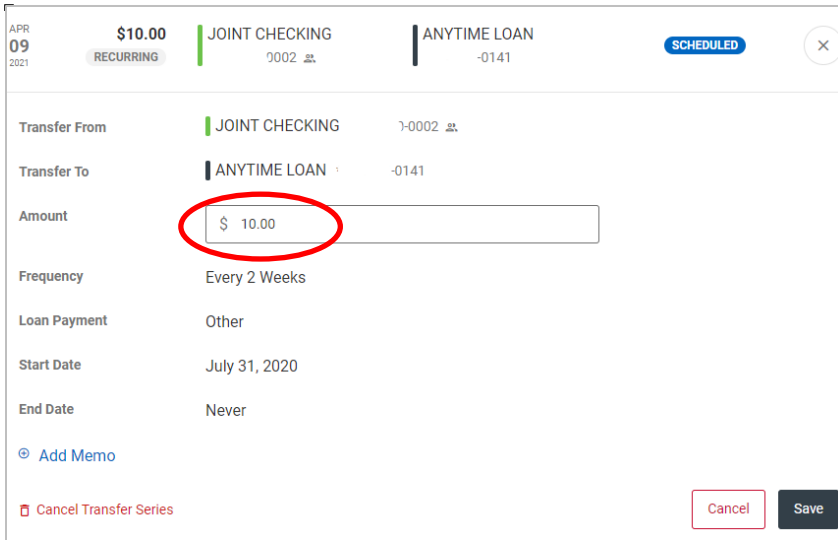 APR
09
2021
$10.00
RECURRING
JOINT CHECKING
0002
ANYTIME LOAN
-0141
SCHEDULED
Transfer From JOINT CHECKING -0002
Transfer To ANYTIME LOAN -0141
Amount $ 10.00
Frequency Every 2 Weeks
Loan Payment Other
Start Date July 31, 2020
End Date Never
Add Memo
Cancel Transfer Series Cancel Save